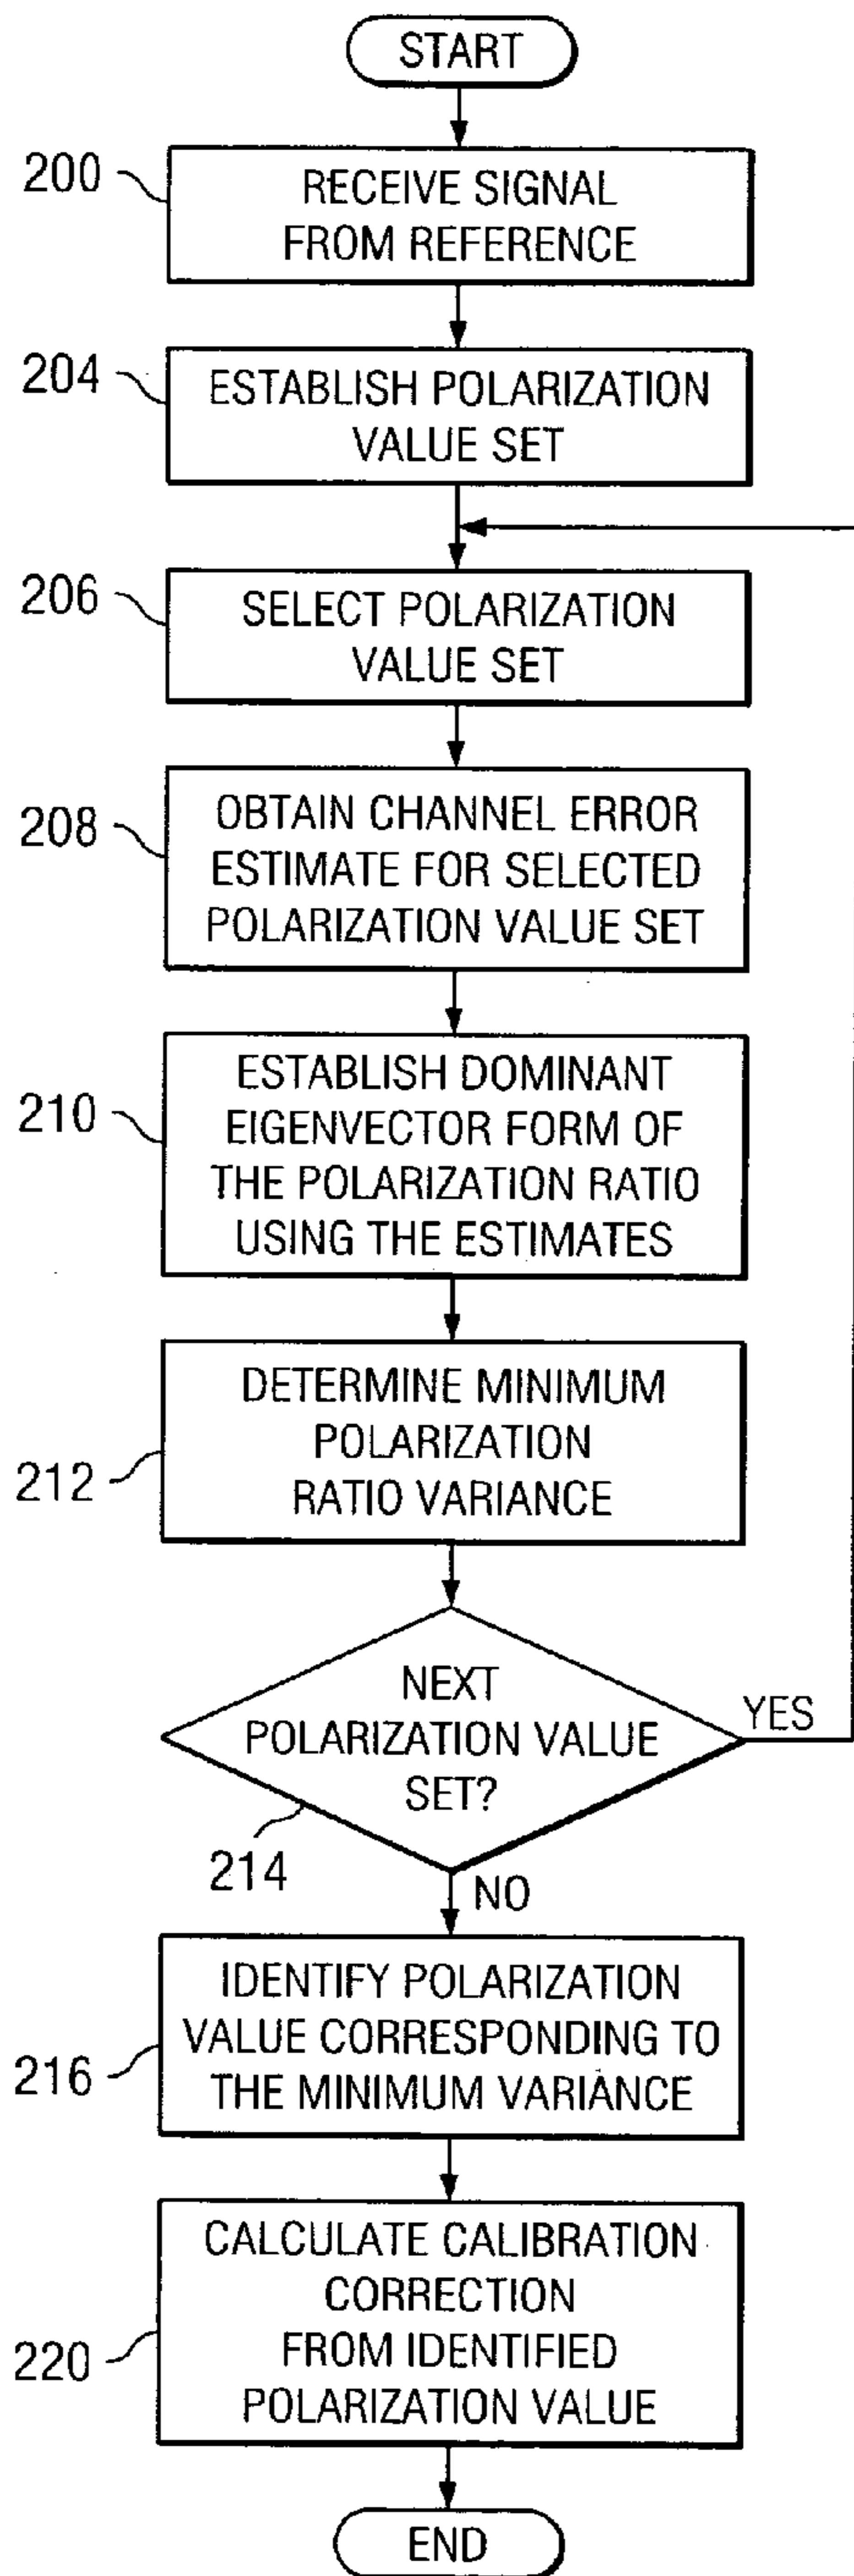 START
200
RECEIVE SIGNAL
FROM REFERENCE
204
ESTABLISH POLARIZATION
VALUE SET
206
SELECT POLARIZATION
VALUE SET
208
OBTAIN CHANNEL ERROR
ESTIMATE FOR SELECTED
POLARIZATION VALUE SET
210
ESTABLISH DOMINANT
EIGENVECTOR FORM OF
THE POLARIZATION RATIO
USING THE ESTIMATES
212
DETERMINE MINIMUM
POLARIZATION
RATIO VARIANCE
NEXT
POLARIZATION VALUE
SET?
YES
214
NO
216
IDENTIFY POLARIZATION
VALUE CORRESPONDING TO
THE MINIMUM VARIANCE
220
CALCULATE CALIBRATION
CORRECTION
FROM IDENTIFIED
POLARIZATION VALUE
END